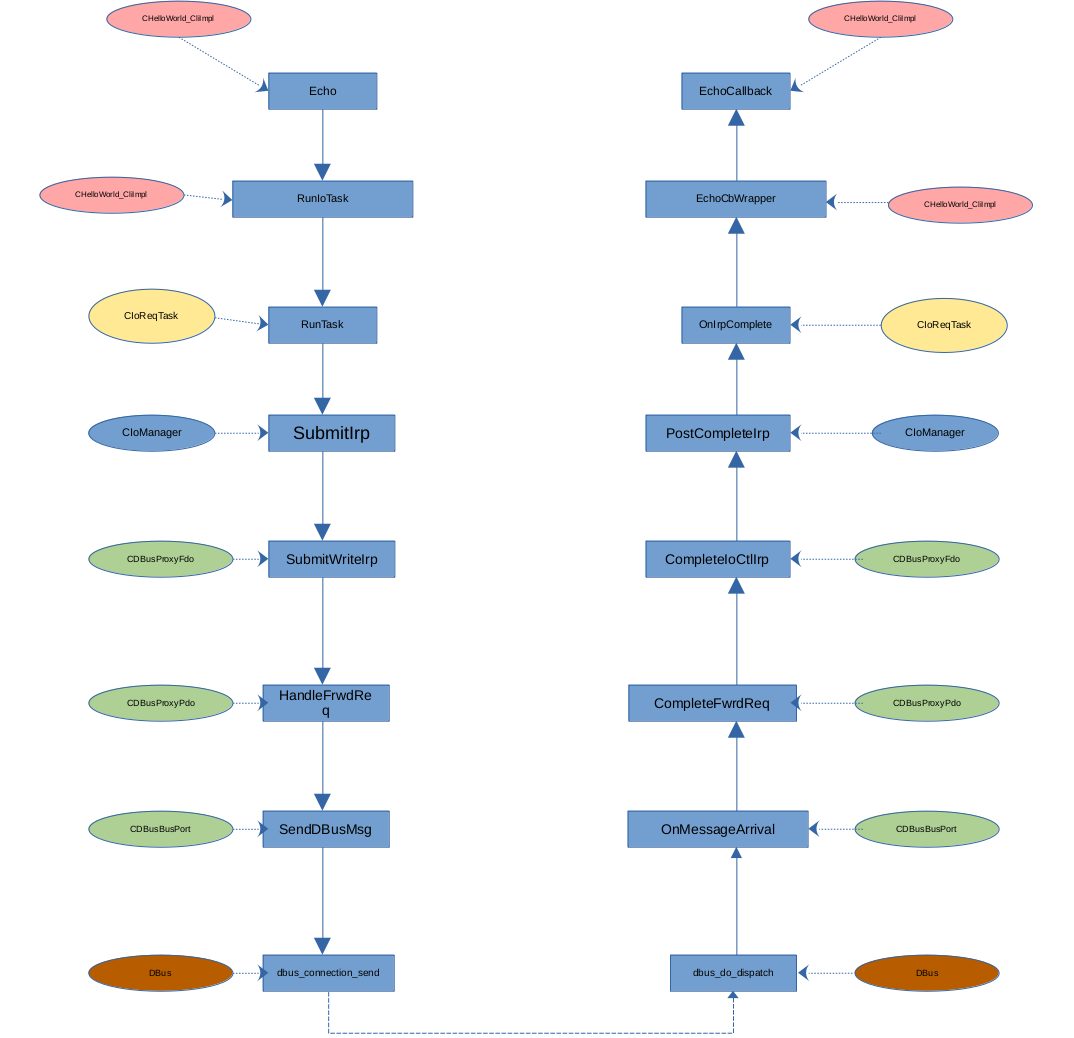 CHelloWorld_CliImpl
CHelloWorld_CliImpl
Echo
EchoCallback
CHelloWorld_CliImpl
RunIoTask
EchoCbWrapper
CHelloWorld_CliImpl
CIoReqTask
RunTask
OnIrpComplete
CIoReqTask
CIoManager
SubmitIrp
PostCompleteIrp
CIoManager
CDBusProxyFdo
SubmitWriteIrp
CompleteIoCtlIrp
CDBusProxyFdo
CDBusProxyPdo
HandleFrwdRe
q
CompleteFwrdReq
CDBusProxyPdo
CDBusBusPort
SendDBusMsg
OnMessageArrival
CDBusBusPort
DBus
dbus_connection_send
dbus_do_dispatch
DBus